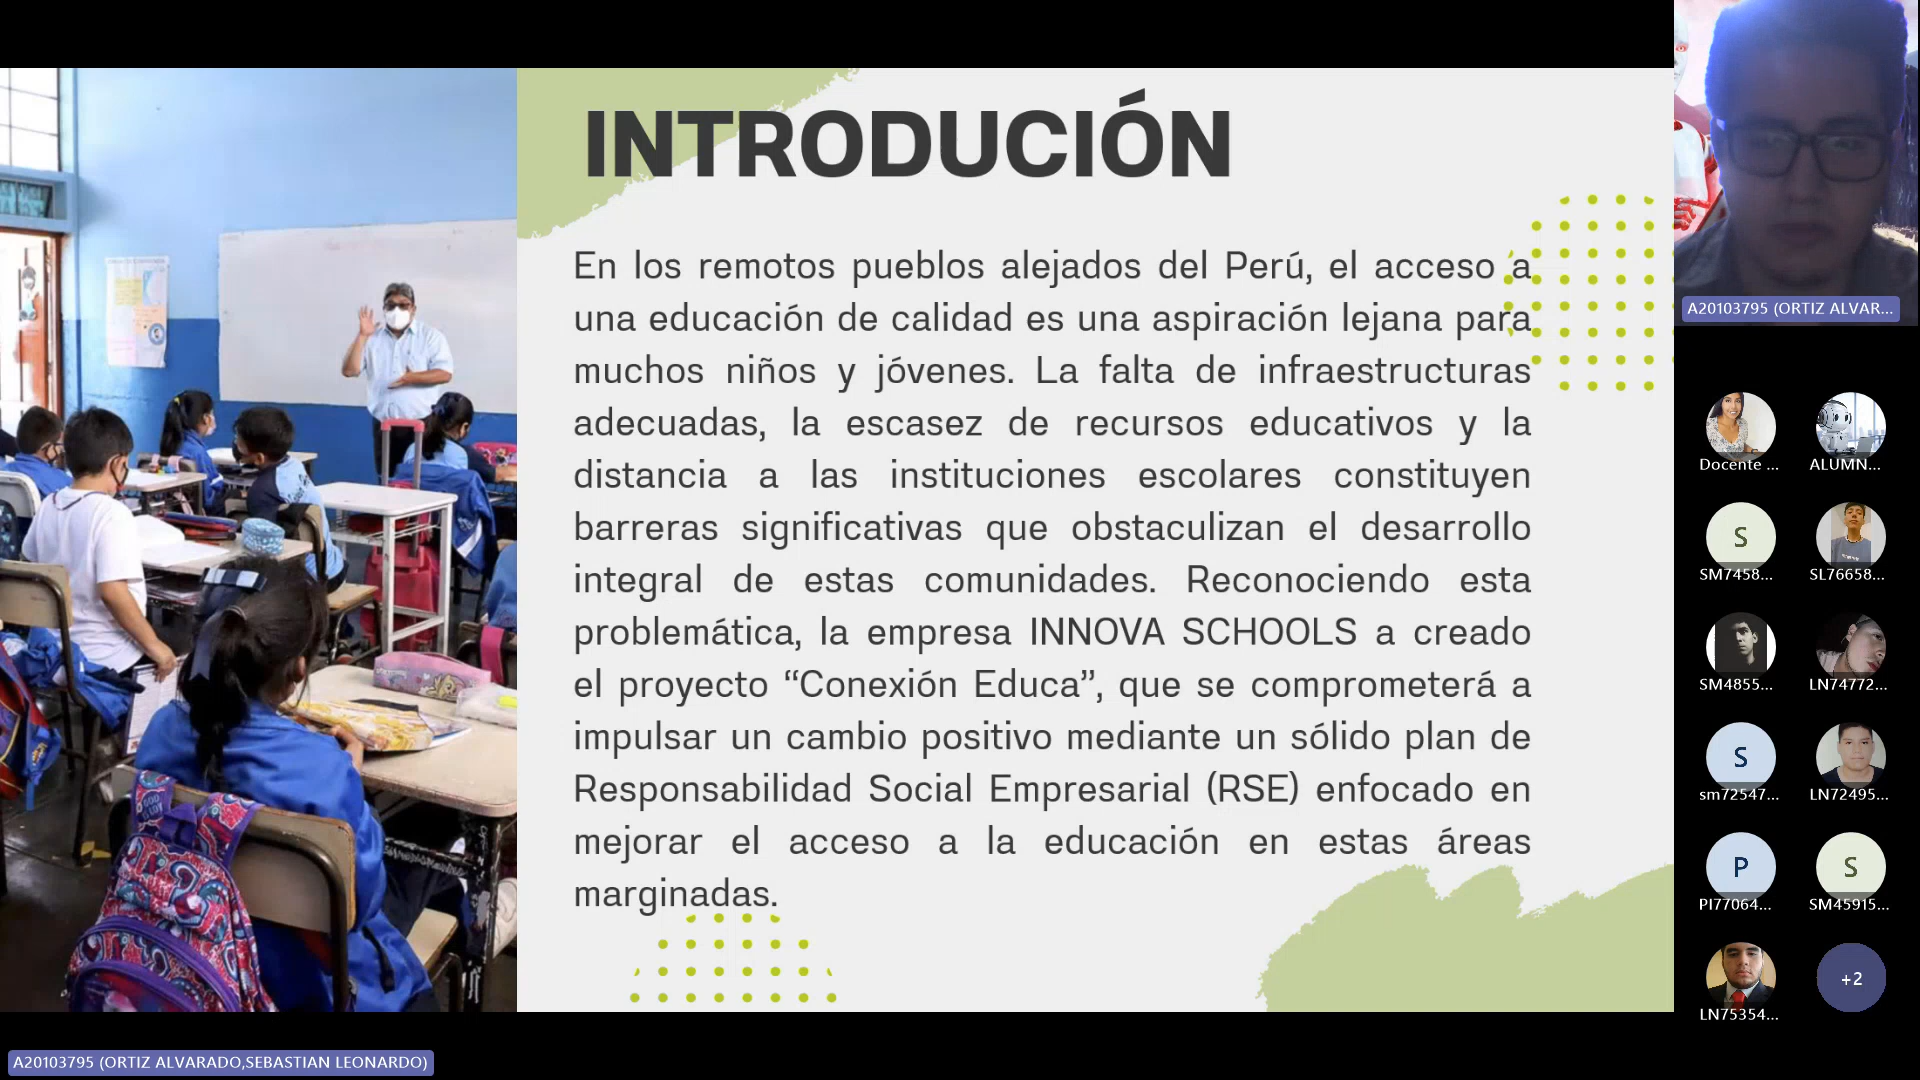 INTRODUCIÓN
En los remotos pueblos alejados del Perú, el acceso a
una educación de calidad es una aspiración lejana para
muchos niños y jóvenes. La falta de infraestructuras
adecuadas, la escasez de recursos educativos y la
distancia a las instituciones escolares constituyen
barreras significativas que obstaculizan el desarrollo
integral de estas comunidades. Reconociendo esta
problemática, la empresa INNOVA SCHOOLS a creado
el proyecto “Conexión Educa”, que se comprometerá a
impulsar un cambio positivo mediante un sólido plan de
Responsabilidad Social Empresarial (RSE) enfocado en
mejorar el acceso a la educación en estas áreas
marginadas.
A20103795 (ORTIZ ALVAR...
Docente ...
ALUMN...
S
SM7458...
SL76658...
SM4855...
LN74772...
S
sm72547...
LN72495...
P
PI77064...
S
SM45915...
LN75354...
+2
A20103795 (ORTIZ ALVARADO,SEBASTIAN LEONARDO)